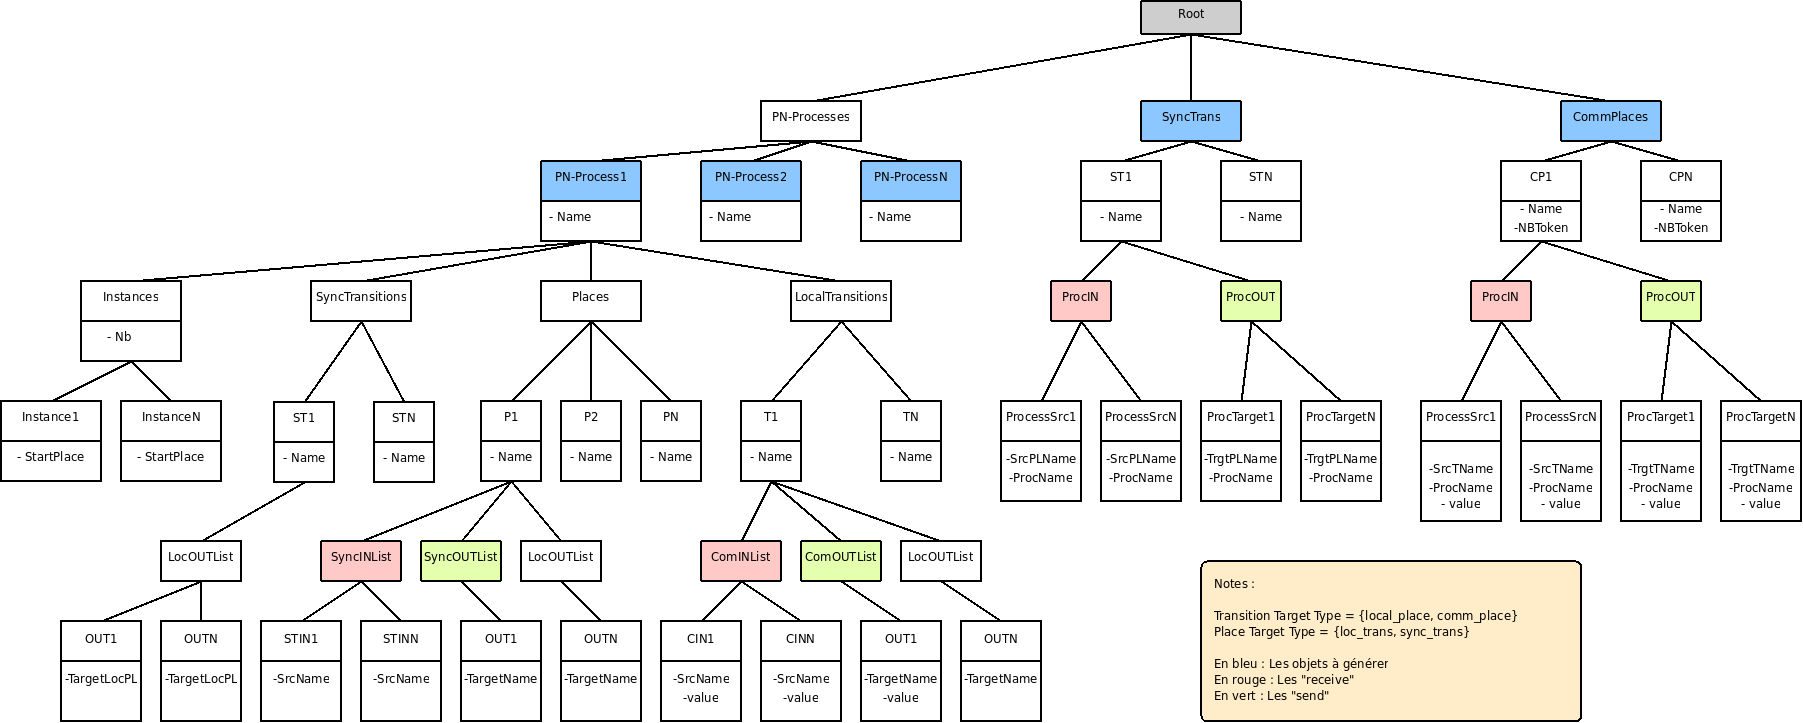 Root
PN-Processes
SyncTrans
CommPlaces
PN-Process1
- Name
PN-Process2
- Name
PN-ProcessN
- Name
ST1
- Name
STN
- Name
CP1
- Name
-NBToken
CPN
- Name
-NBToken
Instances
- Nb
SyncTransitions
Places
LocalTransitions
ProcIN
ProcOUT
ProcIN
ProcOUT
Instance1
- StartPlace
InstanceN
- StartPlace
ST1
- Name
STN
- Name
P1
- Name
P2
- Name
PN
- Name
T1
- Name
TN
- Name
ProcessSrc1
-SrcPLName
-ProcName
ProcessSrcN
-SrcPLName
-ProcName
ProcTarget1
-TrgtPLName
-ProcName
ProcTargetN
-TrgtPLName
-ProcName
ProcessSrc1
-SrcTName
-ProcName
- value
ProcessSrcN
-SrcTName
-ProcName
- value
ProcTarget1
-TrgtTName
-ProcName
- value
ProcTargetN
-TrgtTName
-ProcName
- value
LocOUTList
SyncINList
SyncOUTList
LocOUTList
ComINList
ComOUTList
LocOUTList
OUT1
-TargetLocPL
OUTN
-TargetLocPL
STIN1
-SrcName
STINN
-SrcName
OUT1
-TargetName
OUTN
-TargetName
CIN1
-SrcName
-value
CINN
-SrcName
-value
OUT1
-TargetName
-value
OUTN
-TargetName
Notes :
Transition Target Type = {local_place, comm_place}
Place Target Type = {loc_trans, sync_trans}
En bleu : Les objets à générer
En rouge : Les "receive"
En vert : Les "send"